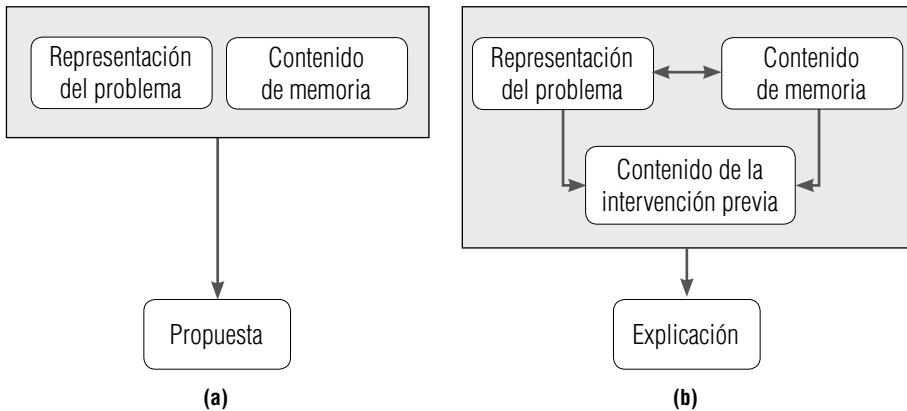 Representación
del problema
Contenido
de memoria
Propuesta
(a)
Representación
del problema
Contenido
de memoria
Contenido de la
intervención previa
Explicación
(b)